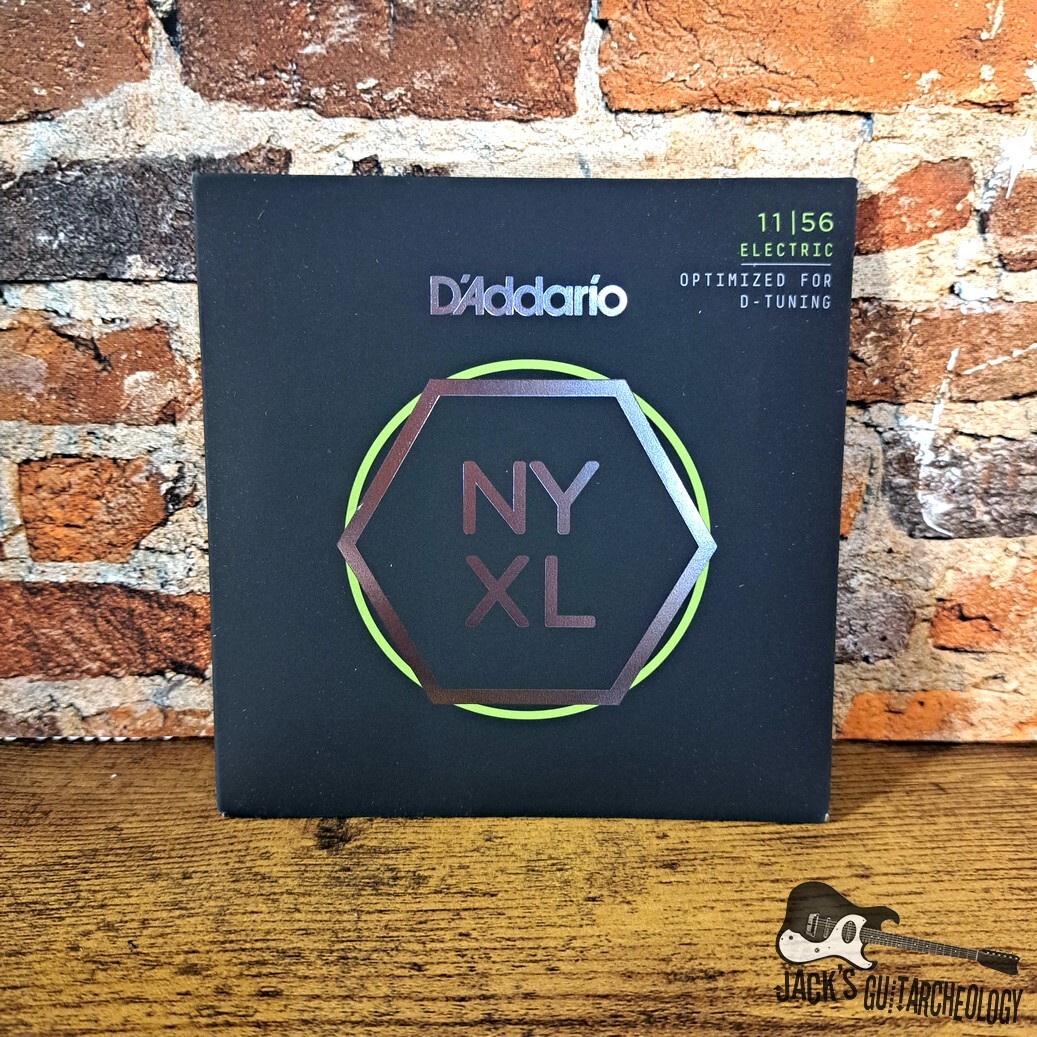 11|56
ELECTRIC
OPTIMIZED FOR
D-TUNING
D'Addario
NY
XL
JACK'S GUITARCHEOLOGY